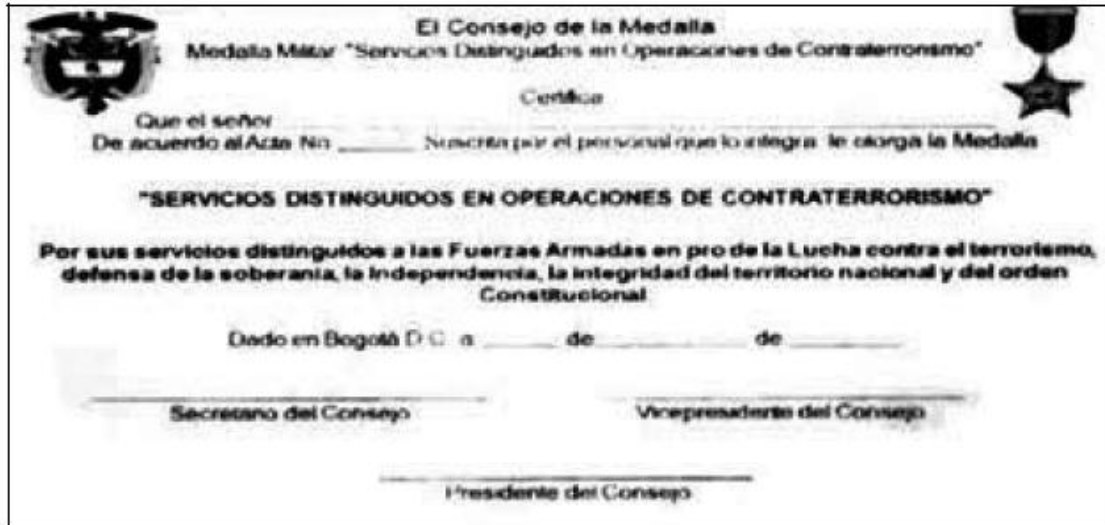 El Consejo de la Medalla
Medalla Militar "Servicios Distinguidos en Operaciones de Contraterrorismo"
Certifica
Que el señor
De acuerdo al Acta No ______ Suscrita por el personal que lo integra le otorga la Medalla
"SERVICIOS DISTINGUIDOS EN OPERACIONES DE CONTRATERRORISMO"
Por sus servicios distinguidos a las Fuerzas Armadas en pro de la Lucha contra el terrorismo,
defensa de la soberanía, la Independencia, la integridad del territorio nacional y del orden
Constitucional
Dado en Bogotá D.C. a ______ de ______ de ______
Secretario del Consejo
Vicepresidente del Consejo
Presidente del Consejo